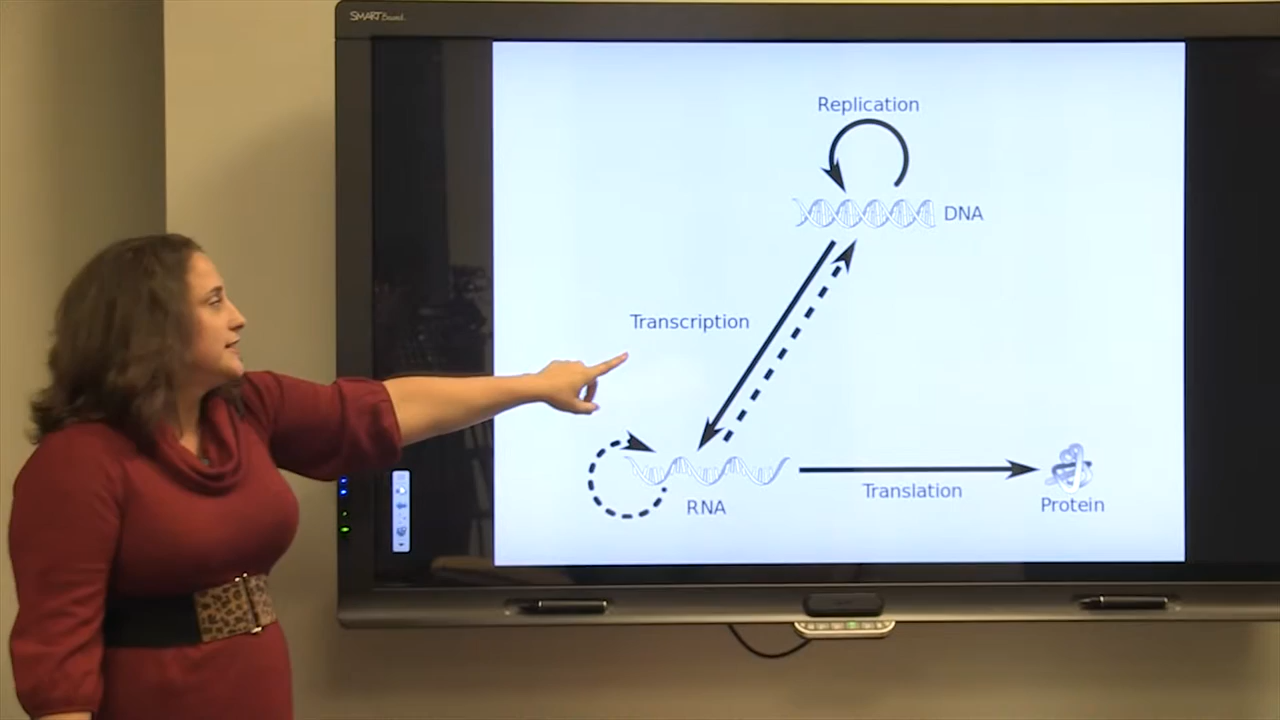 SMART Board
Replication
DNA
Transcription
RNA
Translation
Protein